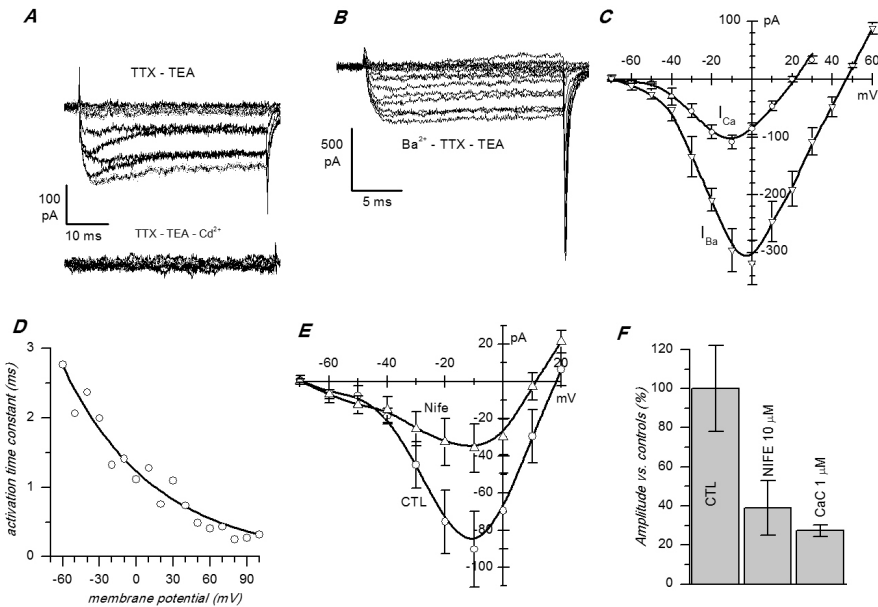 A
TTX - TEA
100
pA
10 ms
TTX - TEA - Cd2+
B
500
pA
5 ms
Ba2+ - TTX - TEA
C
100
pA
-60 -40 -20 20 40 60
mV
ICa
-100
-200
IBa
-300
D
3
2
1
0
activation time constant (ms)
-60 -30 0 30 60 90
membrane potential (mV)
E
20
pA
-60 -40 -20 20
mV
Nife
-20
-40
CTL
-60
-80
-100
F
120
100
80
60
40
20
0
Amplitude vs. controls (%)
CTL
NIFE 10 µM
CaC 1 µM